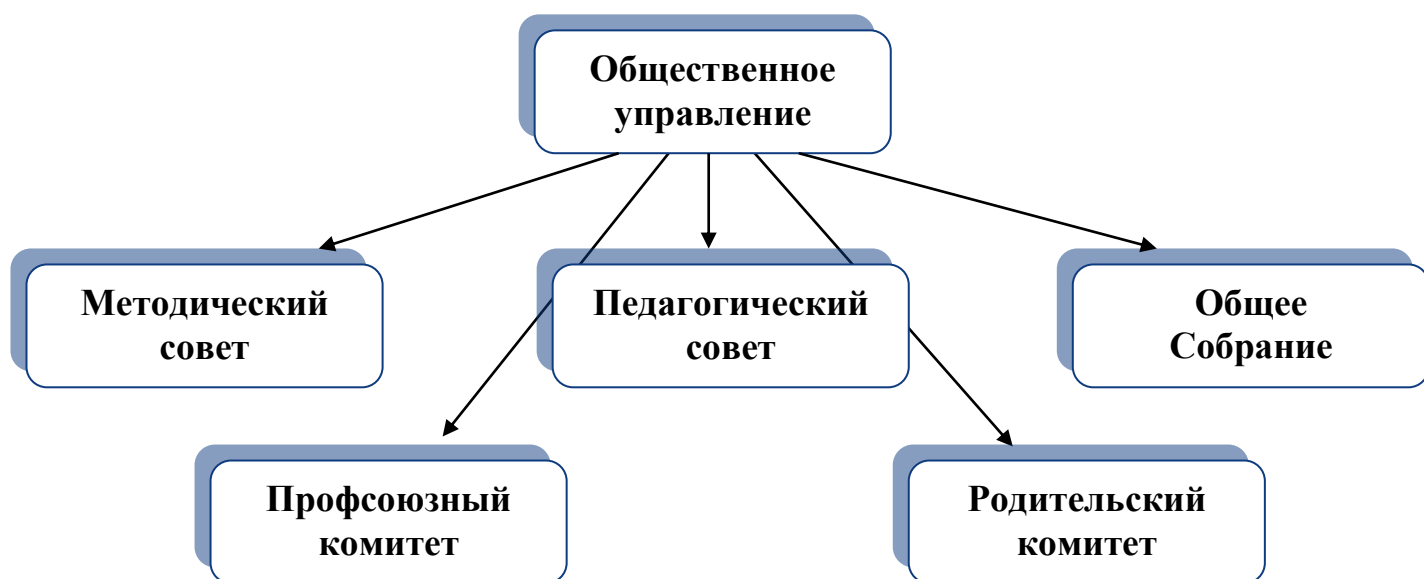 Общественное
управление
Методический
совет
Педагогический
совет
Общее
Собрание
Профсоюзный
комитет
Родительский
комитет